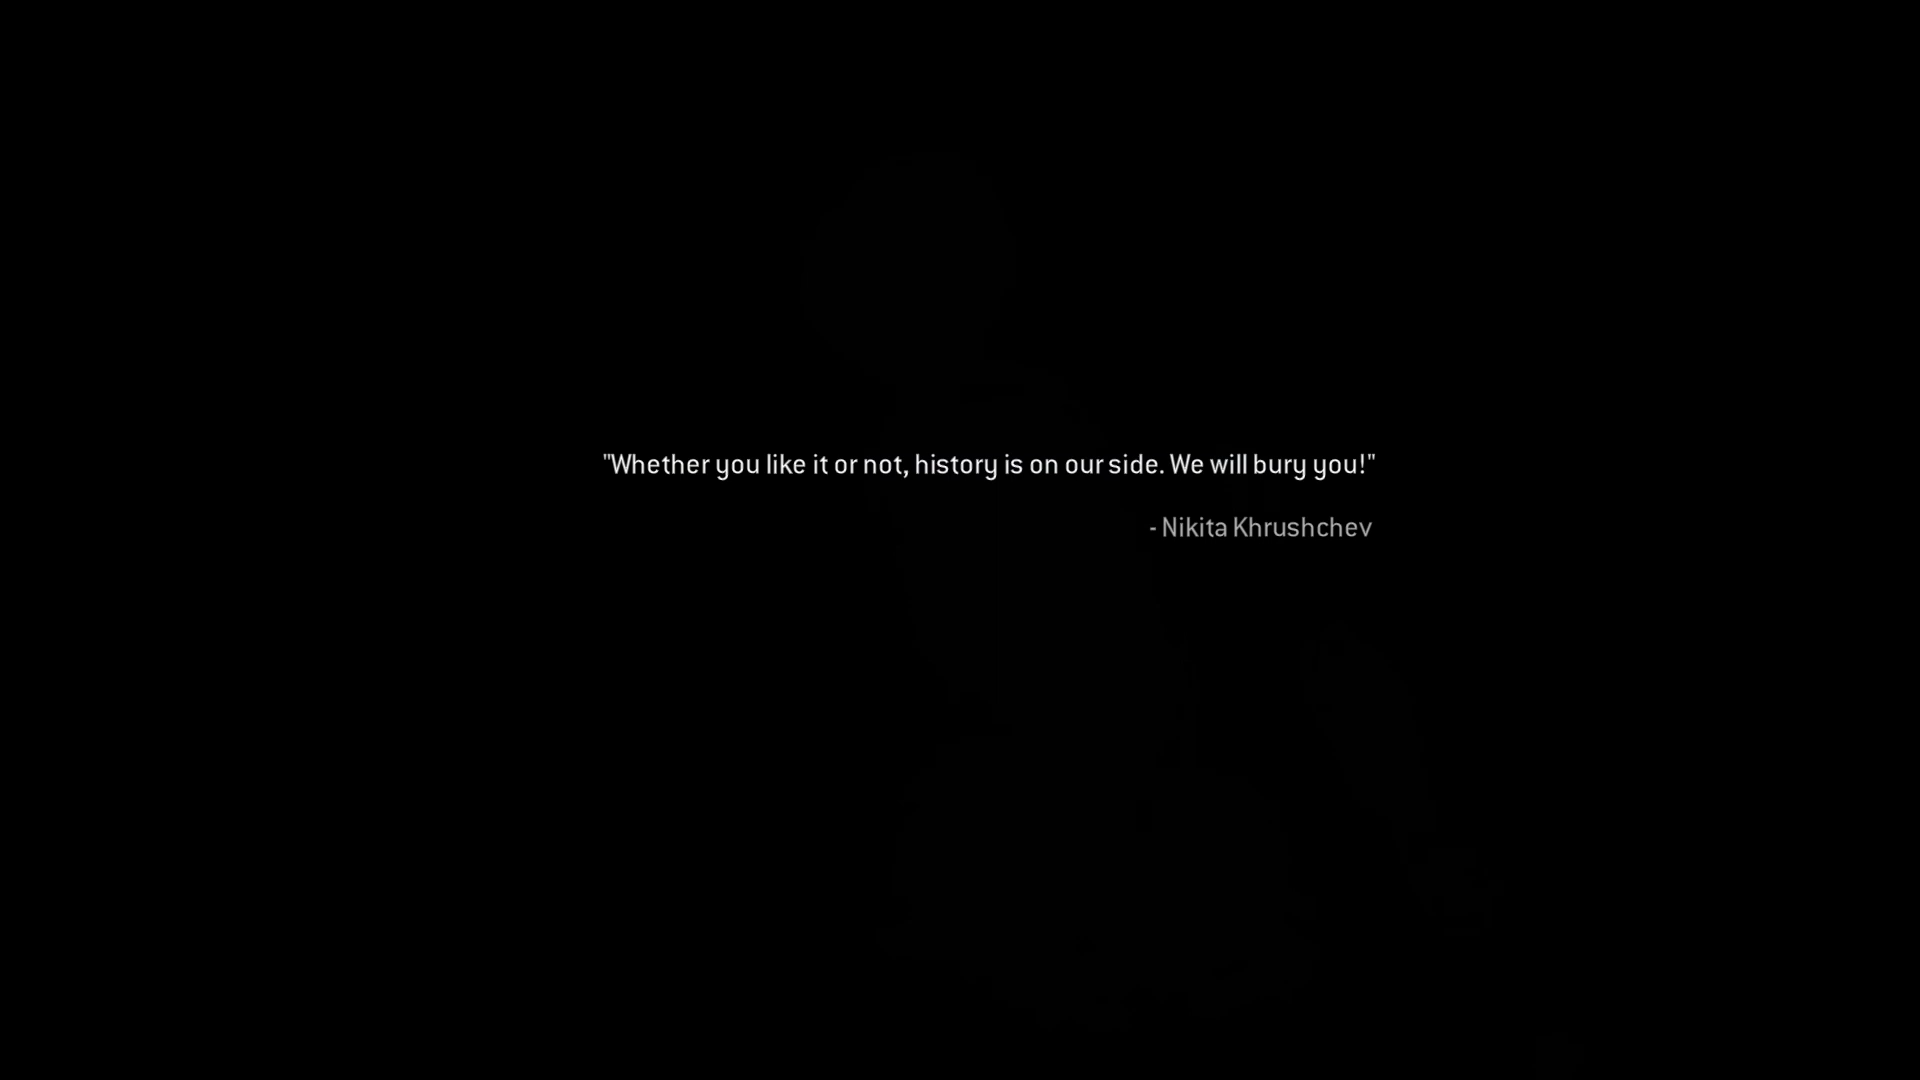 "Whether you like it or not, history is on our side. We will bury you!"
- Nikita Khrushchev